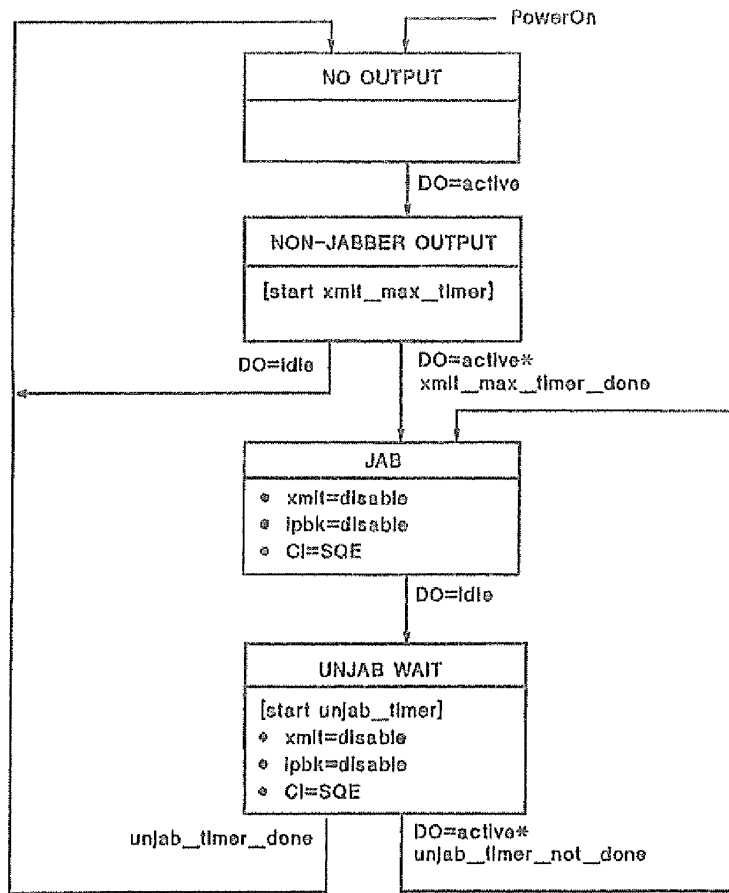 PowerOn
NO OUTPUT
DO=active
NON-JABBER OUTPUT
[start xmit_max_timer]
DO=idle
DO=active*
xmit_max_timer_done
JAB
• xmit=disable
• lpbk=disable
• CI=SQE
DO=idle
UNJAB WAIT
[start unjab_timer]
• xmit=disable
• lpbk=disable
• CI=SQE
unjab_timer_done
DO=active*
unjab_timer_not_done